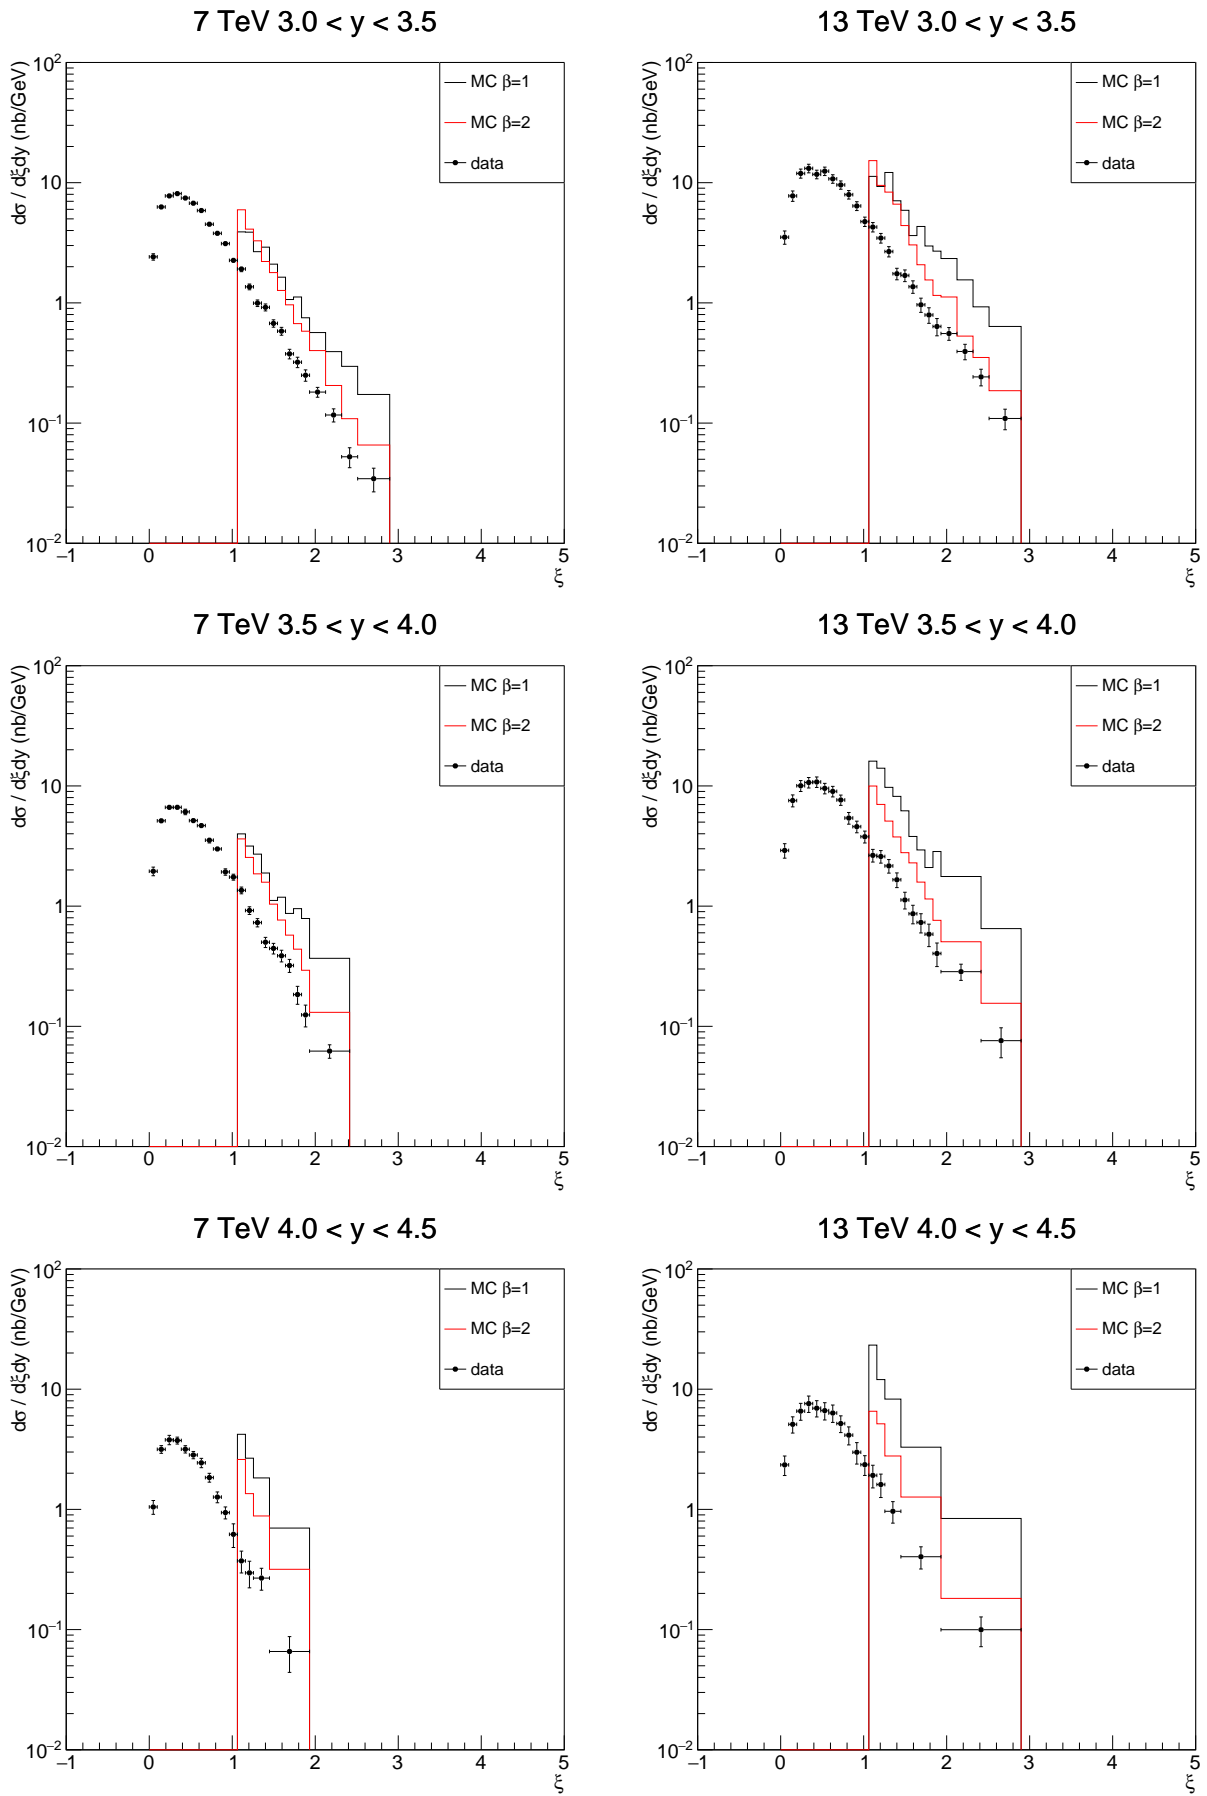 7 TeV 3.0 < y < 3.5
dσ / dξdy (nb/GeV)
10²
10
1
10⁻¹
10⁻²
MC β=1
MC β=2
data
−1 0 1 2 3 4 5
ξ
13 TeV 3.0 < y < 3.5
dσ / dξdy (nb/GeV)
10²
10
1
10⁻¹
10⁻²
MC β=1
MC β=2
data
−1 0 1 2 3 4 5
ξ
7 TeV 3.5 < y < 4.0
dσ / dξdy (nb/GeV)
10²
10
1
10⁻¹
10⁻²
MC β=1
MC β=2
data
−1 0 1 2 3 4 5
ξ
13 TeV 3.5 < y < 4.0
dσ / dξdy (nb/GeV)
10²
10
1
10⁻¹
10⁻²
MC β=1
MC β=2
data
−1 0 1 2 3 4 5
ξ
7 TeV 4.0 < y < 4.5
dσ / dξdy (nb/GeV)
10²
10
1
10⁻¹
10⁻²
MC β=1
MC β=2
data
−1 0 1 2 3 4 5
ξ
13 TeV 4.0 < y < 4.5
dσ / dξdy (nb/GeV)
10²
10
1
10⁻¹
10⁻²
MC β=1
MC β=2
data
−1 0 1 2 3 4 5
ξ